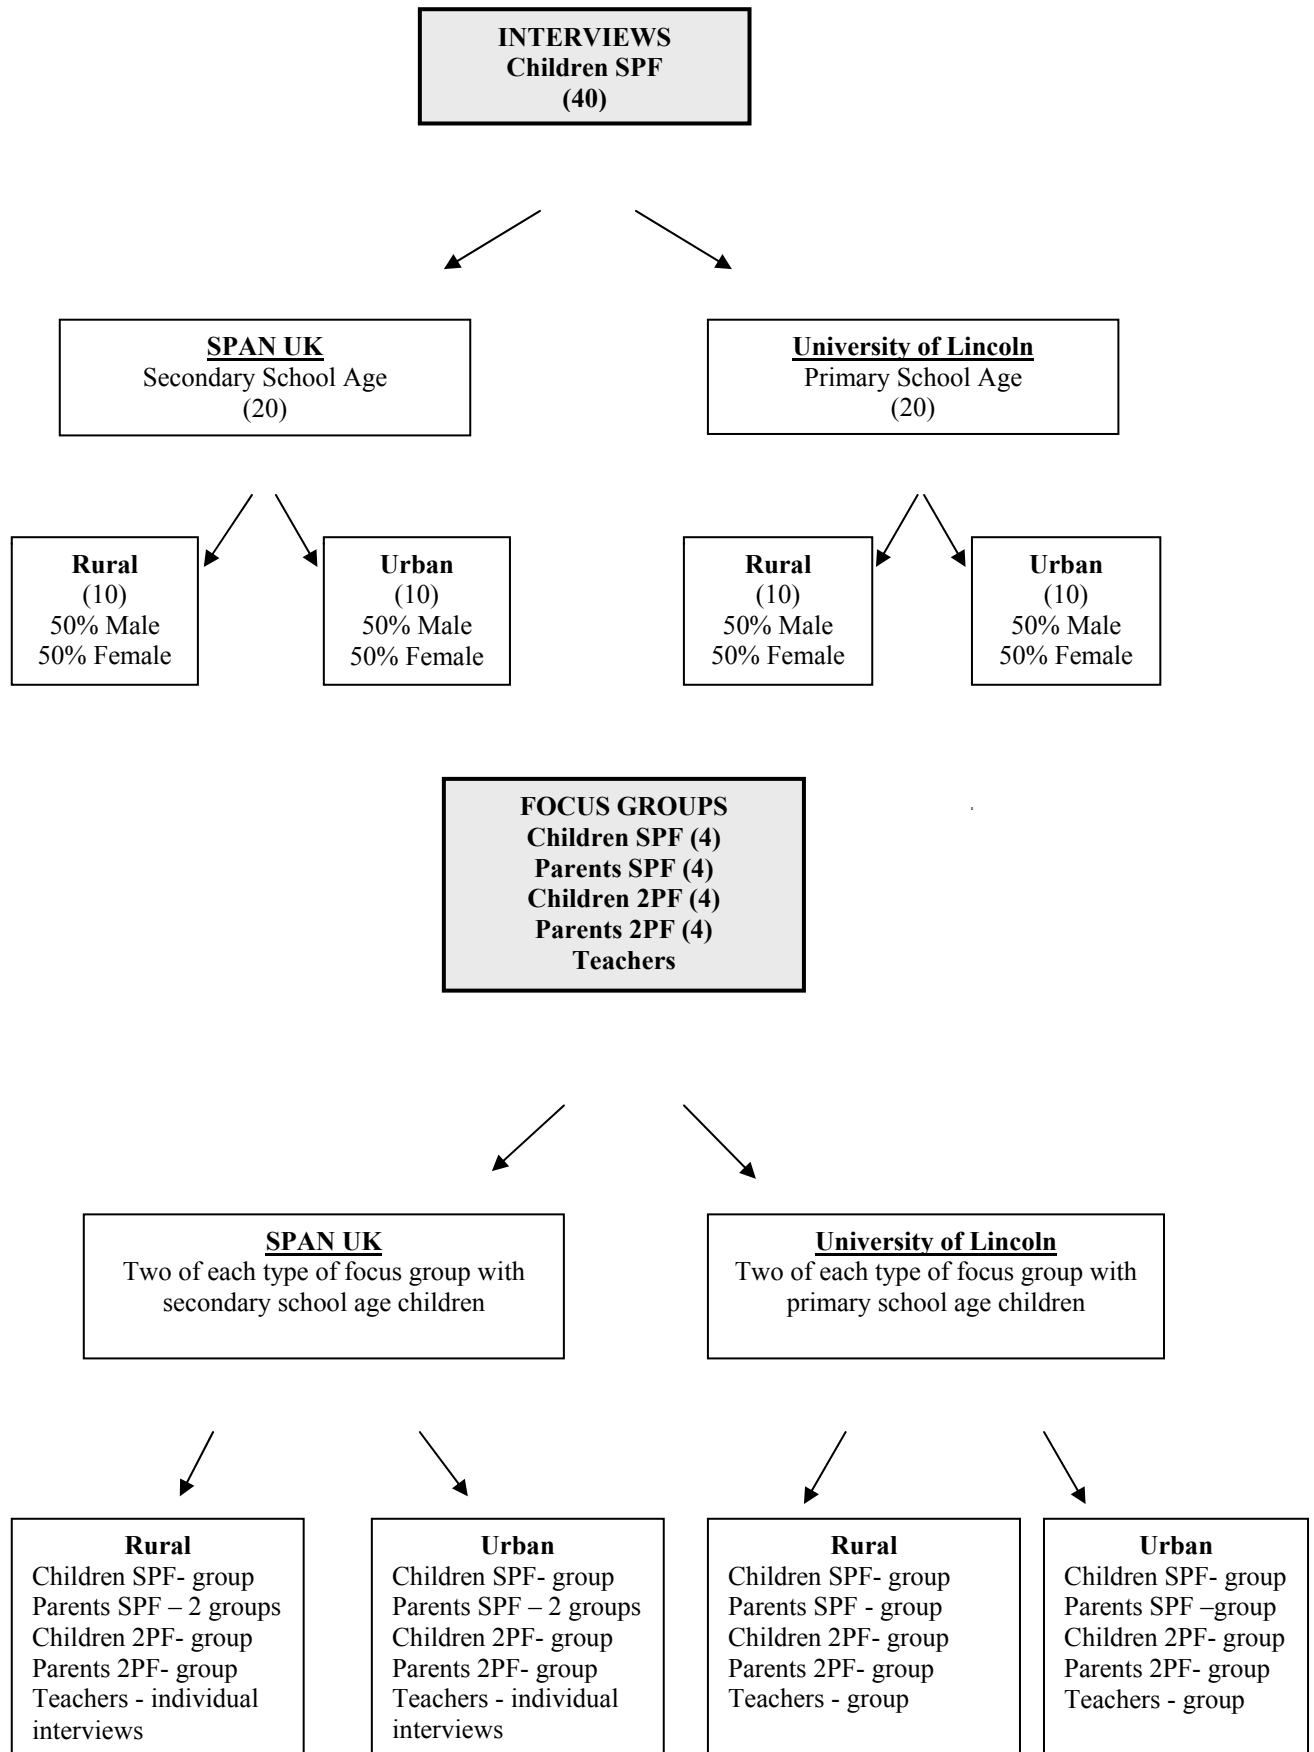 INTERVIEWS
Children SPF
(40)
SPAN UK
Secondary School Age
(20)
University of Lincoln
Primary School Age
(20)
Rural
(10)
50% Male
50% Female
Urban
(10)
50% Male
50% Female
Rural
(10)
50% Male
50% Female
Urban
(10)
50% Male
50% Female
FOCUS GROUPS
Children SPF (4)
Parents SPF (4)
Children 2PF (4)
Parents 2PF (4)
Teachers
SPAN UK
Two of each type of focus group with
secondary school age children
University of Lincoln
Two of each type of focus group with
primary school age children
Rural
Children SPF- group
Parents SPF – 2 groups
Children 2PF- group
Parents 2PF- group
Teachers - individual
interviews
Urban
Children SPF- group
Parents SPF – 2 groups
Children 2PF- group
Parents 2PF- group
Teachers - individual
interviews
Rural
Children SPF- group
Parents SPF - group
Children 2PF- group
Parents 2PF- group
Teachers - group
Urban
Children SPF- group
Parents SPF –group
Children 2PF- group
Parents 2PF- group
Teachers - group